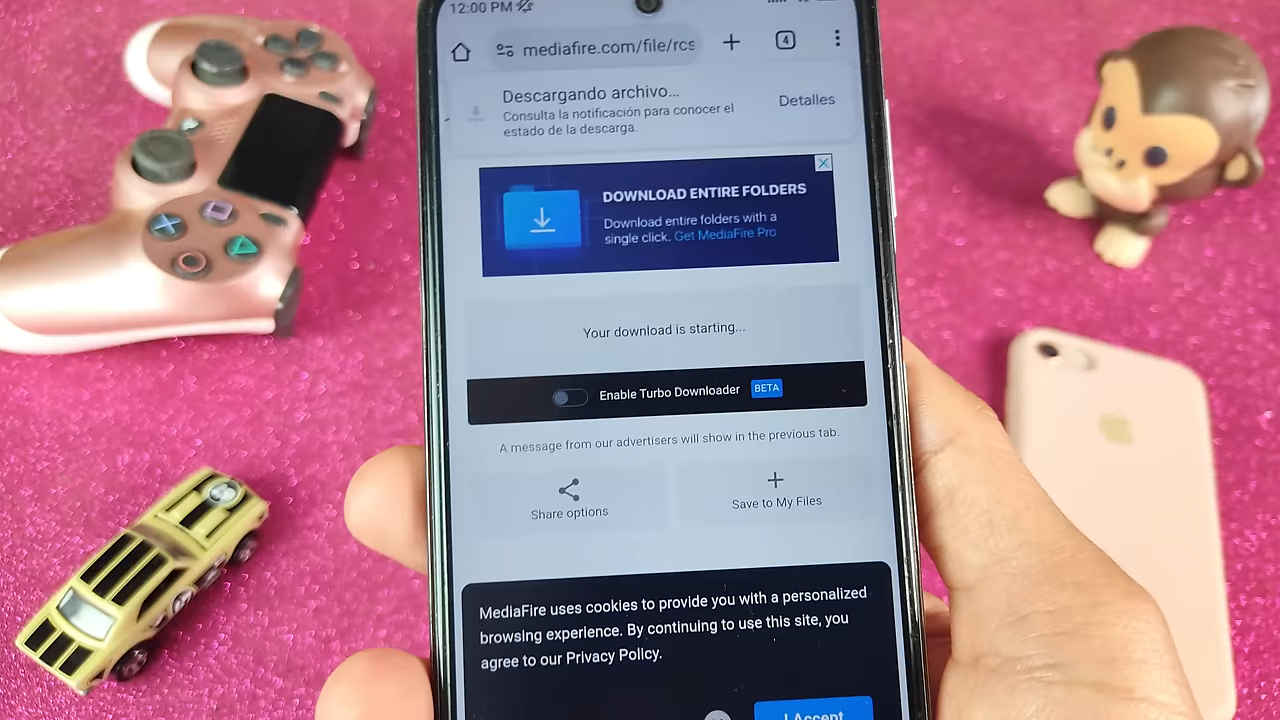 12:00 PM
mediafire.com/file/rcs
4
Descargando archivo...
Consulta la notificación para conocer el
estado de la descarga.
Detalles
DOWNLOAD ENTIRE FOLDERS
Download entire folders with a
single click. Get MediaFire Pro
Your download is starting...
Enable Turbo Downloader BETA
A message from our advertisers will show in the previous tab.
Share options
Save to My Files
MediaFire uses cookies to provide you with a personalized
browsing experience. By continuing to use this site, you
agree to our Privacy Policy.
I Accept